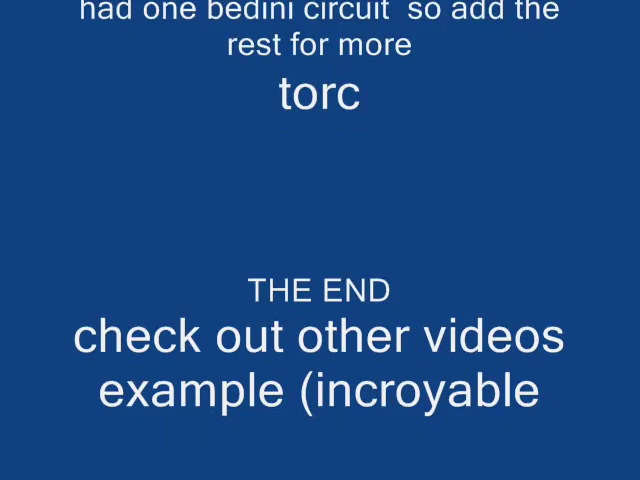 had one bedini circuit  so add the
rest for more
torc
THE END
check out other videos
example (incroyable